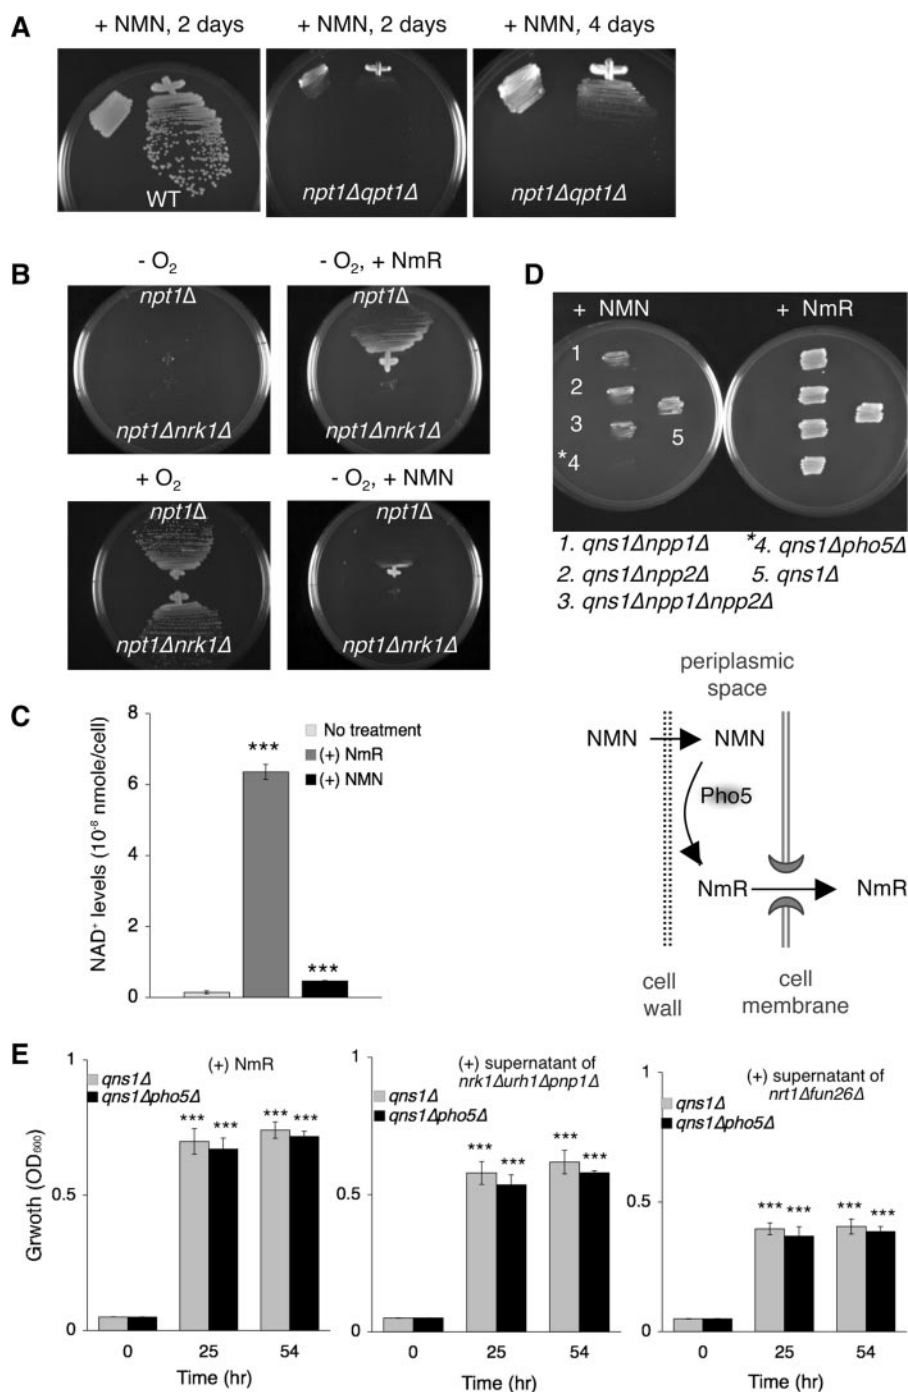 A
+ NMN, 2 days
+ NMN, 2 days
+ NMN, 4 days
WT
npt1Δqpt1Δ
npt1Δqpt1Δ
B
- O₂
- O₂, + NmR
npt1Δ
npt1Δ
npt1Δnrk1Δ
npt1Δnrk1Δ
+ O₂
- O₂, + NMN
npt1Δ
npt1Δ
npt1Δnrk1Δ
npt1Δnrk1Δ
D
+ NMN
+ NmR
1
2
3
5
*4
1. qns1Δnpp1Δ
*4. qns1Δpho5Δ
2. qns1Δnpp2Δ
5. qns1Δ
3. qns1Δnpp1Δnpp2Δ
periplasmic
space
NMN
NMN
Pho5
NmR
NmR
cell
wall
cell
membrane
C
NAD⁺ levels (10⁻⁸ nmole/cell)
8
6
4
2
0
No treatment
(+) NmR
(+) NMN
***
***
E
Grwoth (OD₆₀₀)
1
0.5
0
(+) NmR
qns1Δ
qns1Δpho5Δ
*** *** *** ***
0 25 54
Time (hr)
1
0.5
0
(+) supernatant of
nrk1Δurh1Δpnp1Δ
qns1Δ
qns1Δpho5Δ
*** *** *** ***
0 25 54
Time (hr)
1
0.5
0
(+) supernatant of
nrt1Δfun26Δ
qns1Δ
qns1Δpho5Δ
*** *** *** ***
0 25 54
Time (hr)